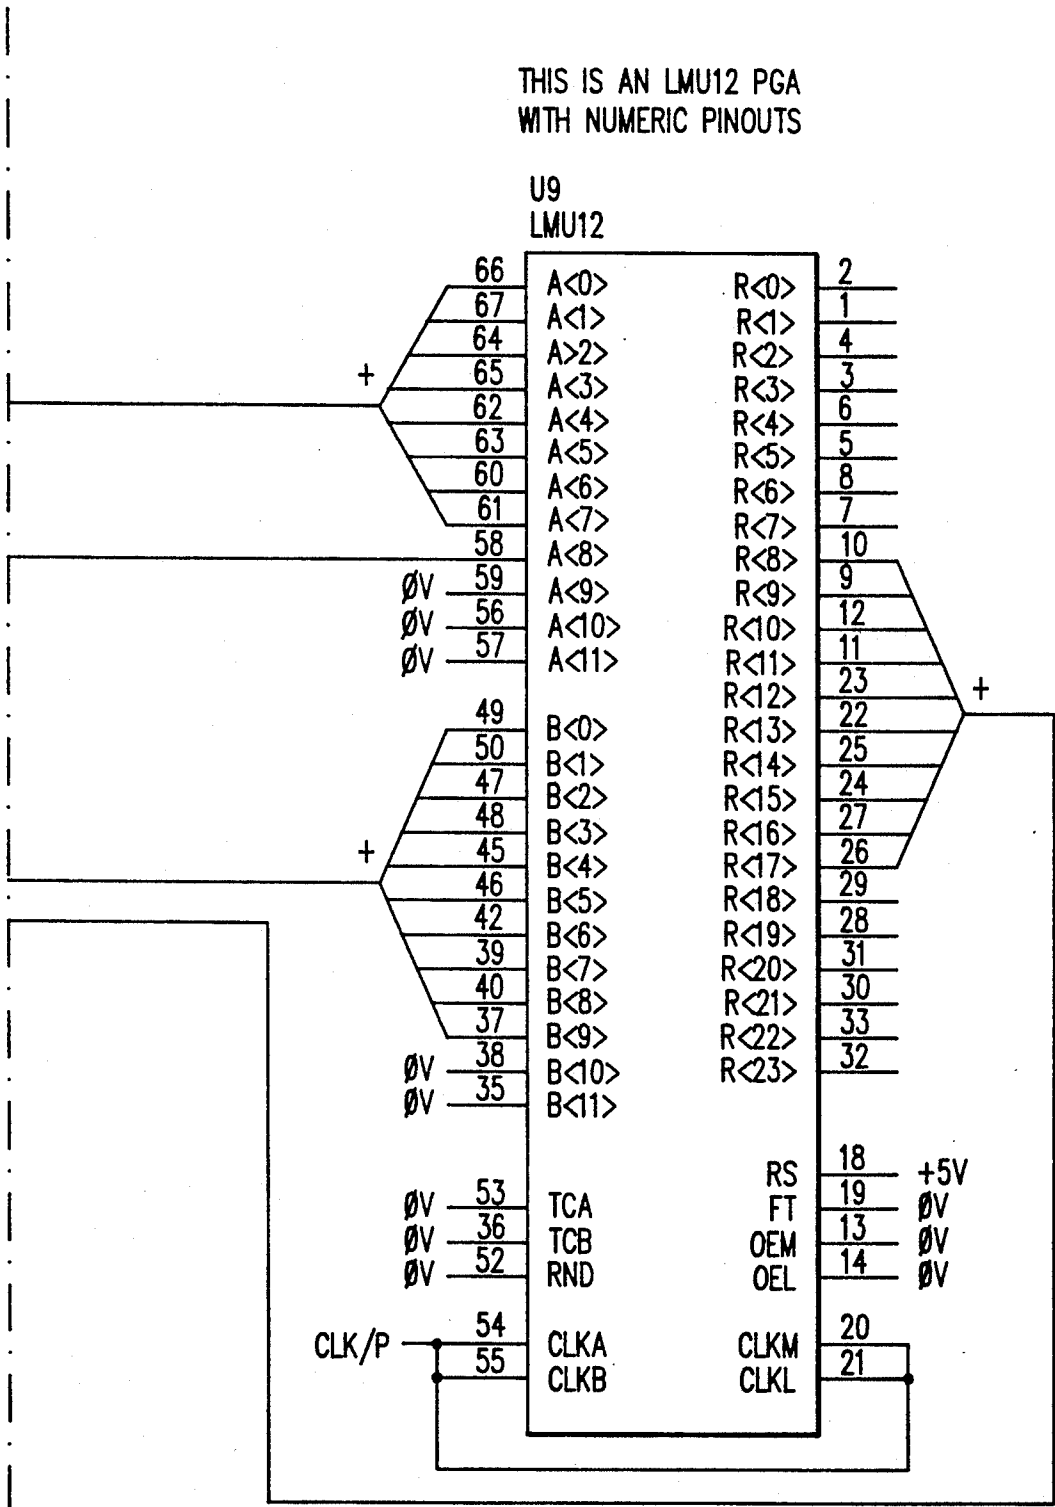 THIS IS AN LMU12 PGA
WITH NUMERIC PINOUTS
U9
LMU12
66 A<0> R<0> 2
67 A<1> R<1> 1
64 A>2> R<2> 4
+ 65 A<3> R<3> 3
62 A<4> R<4> 6
63 A<5> R<5> 5
60 A<6> R<6> 8
61 A<7> R<7> 7
58 A<8> R<8> 10
ØV 59 A<9> R<9> 9
ØV 56 A<10> R<10> 12
ØV 57 A<11> R<11> 11
R<12> 23 +
49 B<0> R<13> 22
50 B<1> R<14> 25
47 B<2> R<15> 24
48 B<3> R<16> 27
+ 45 B<4> R<17> 26
46 B<5> R<18> 29
42 B<6> R<19> 28
39 B<7> R<20> 31
40 B<8> R<21> 30
37 B<9> R<22> 33
ØV 38 B<10> R<23> 32
ØV 35 B<11>
RS 18 +5V
ØV 53 TCA FT 19 ØV
ØV 36 TCB OEM 13 ØV
ØV 52 RND OEL 14 ØV
CLK/P 54 CLKA CLKM 20
55 CLKB CLKL 21